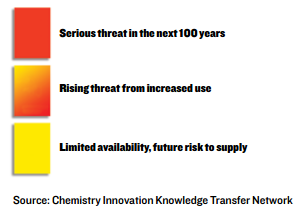 Serious threat in the next 100 years
Rising threat from increased use
Limited availability, future risk to supply
Source: Chemistry Innovation Knowledge Transfer Network